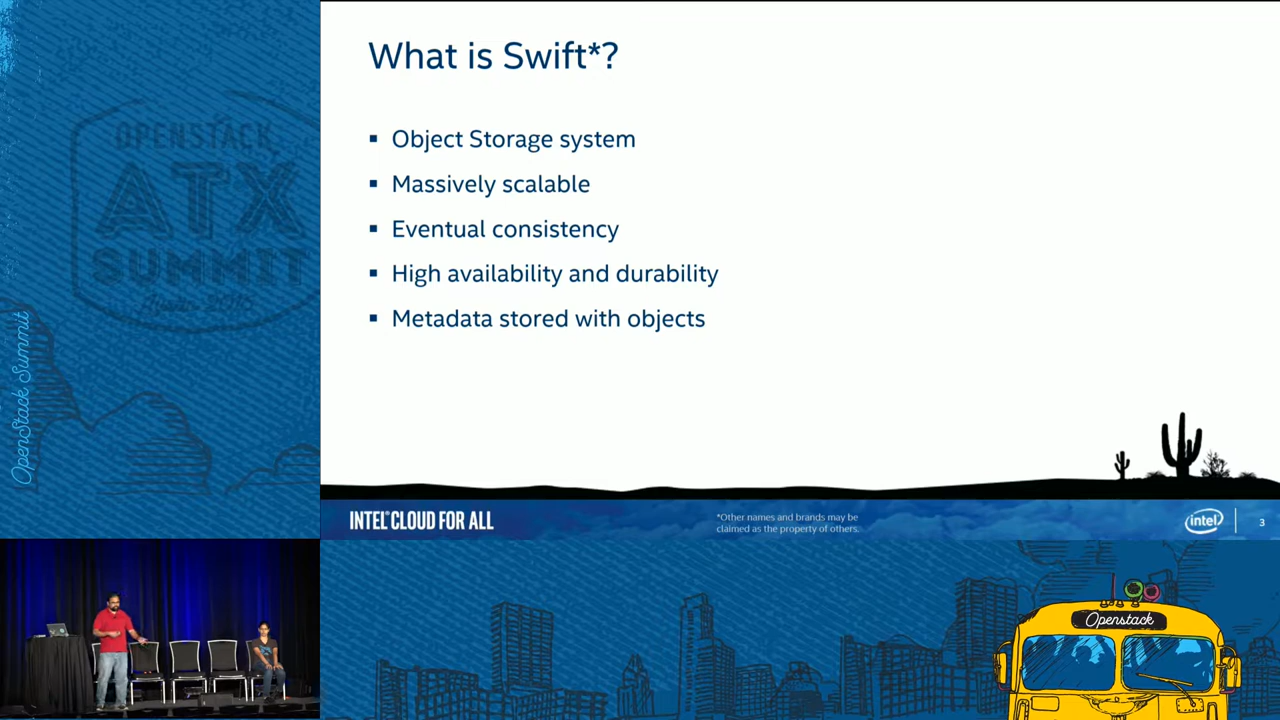 What is Swift*?
▪ Object Storage system
▪ Massively scalable
▪ Eventual consistency
▪ High availability and durability
▪ Metadata stored with objects
INTEL® CLOUD FOR ALL
*Other names and brands may be
claimed as the property of others.
intel
3
OPENSTACK
ATX
SUMMIT
OpenStack Summit
Openstack